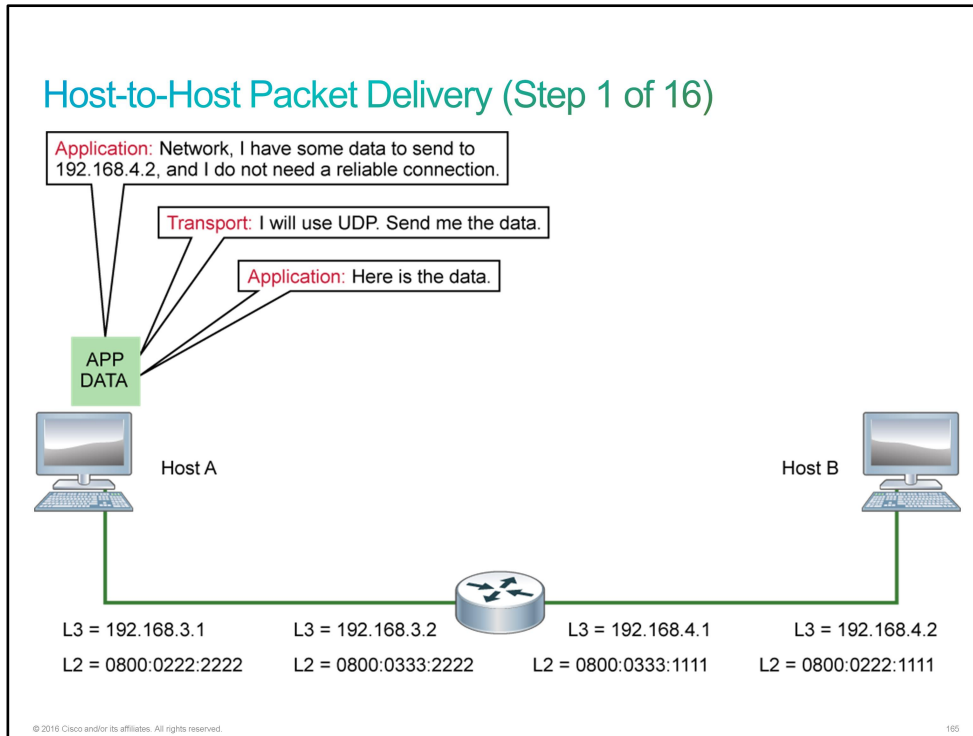 Host-to-Host Packet Delivery (Step 1 of 16)
Application: Network, I have some data to send to
192.168.4.2, and I do not need a reliable connection.
Transport: I will use UDP. Send me the data.
Application: Here is the data.
APP
DATA
Host A
Host B
L3 = 192.168.3.1
L3 = 192.168.3.2
L3 = 192.168.4.1
L3 = 192.168.4.2
L2 = 0800:0222:2222
L2 = 0800:0333:2222
L2 = 0800:0333:1111
L2 = 0800:0222:1111
© 2016 Cisco and/or its affiliates. All rights reserved.
165